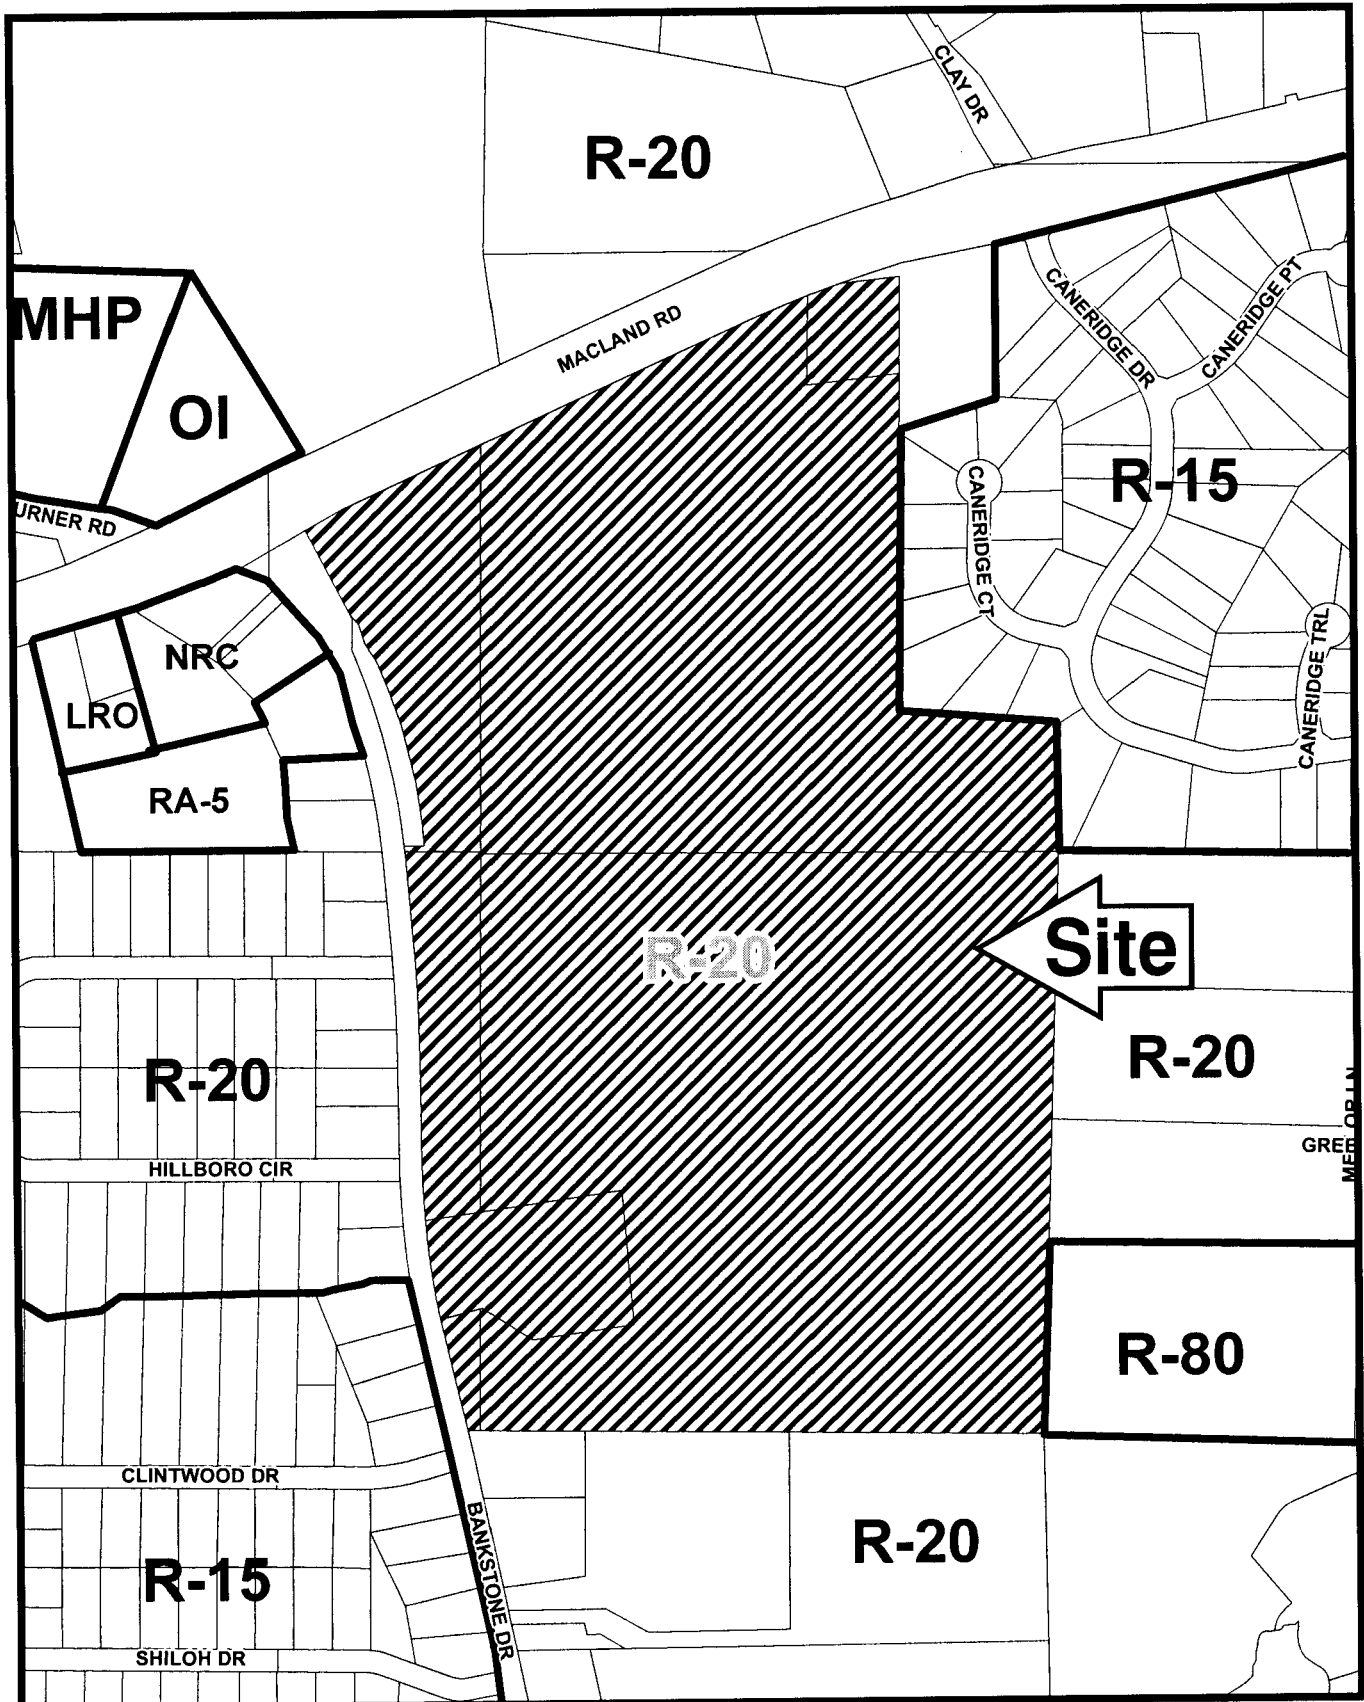 CLAY DR
R-20
CANERIDGE PT
CANERIDGE DR
MHP
MACLAND RD
OI
R-15
CANERIDGE CT
URNER RD
NRC
CANERIDGE TRL
LRO
RA-5
R-20
Site
R-20
R-20
GREE
HILLBORO CIR
R-80
CLINTWOOD DR
BANKSTONE DR
R-20
R-15
SHILOH DR